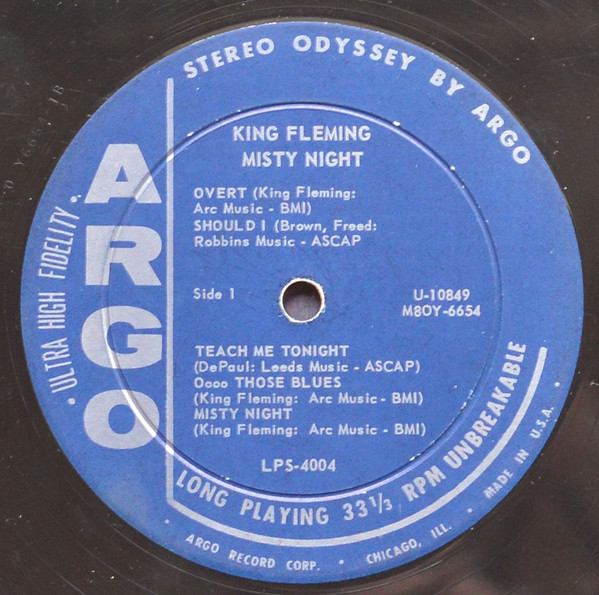 STEREO ODYSSEY BY ARGO
ARGO
• ULTRA HIGH FIDELITY •
KING FLEMING
MISTY NIGHT
OVERT (King Fleming:
Arc Music - BMI)
SHOULD I (Brown, Freed:
Robbins Music - ASCAP
Side 1
U-10849
M8OY-6654
TEACH ME TONIGHT
(DePaul: Leeds Music - ASCAP)
Oooo THOSE BLUES
(King Fleming: Arc Music - BMI)
MISTY NIGHT
(King Fleming: Arc Music - BMI)
LPS-4004
LONG PLAYING 33 1/3 RPM UNBREAKABLE
• ARGO RECORD CORP. • CHICAGO, ILL. • MADE IN U.S.A. •